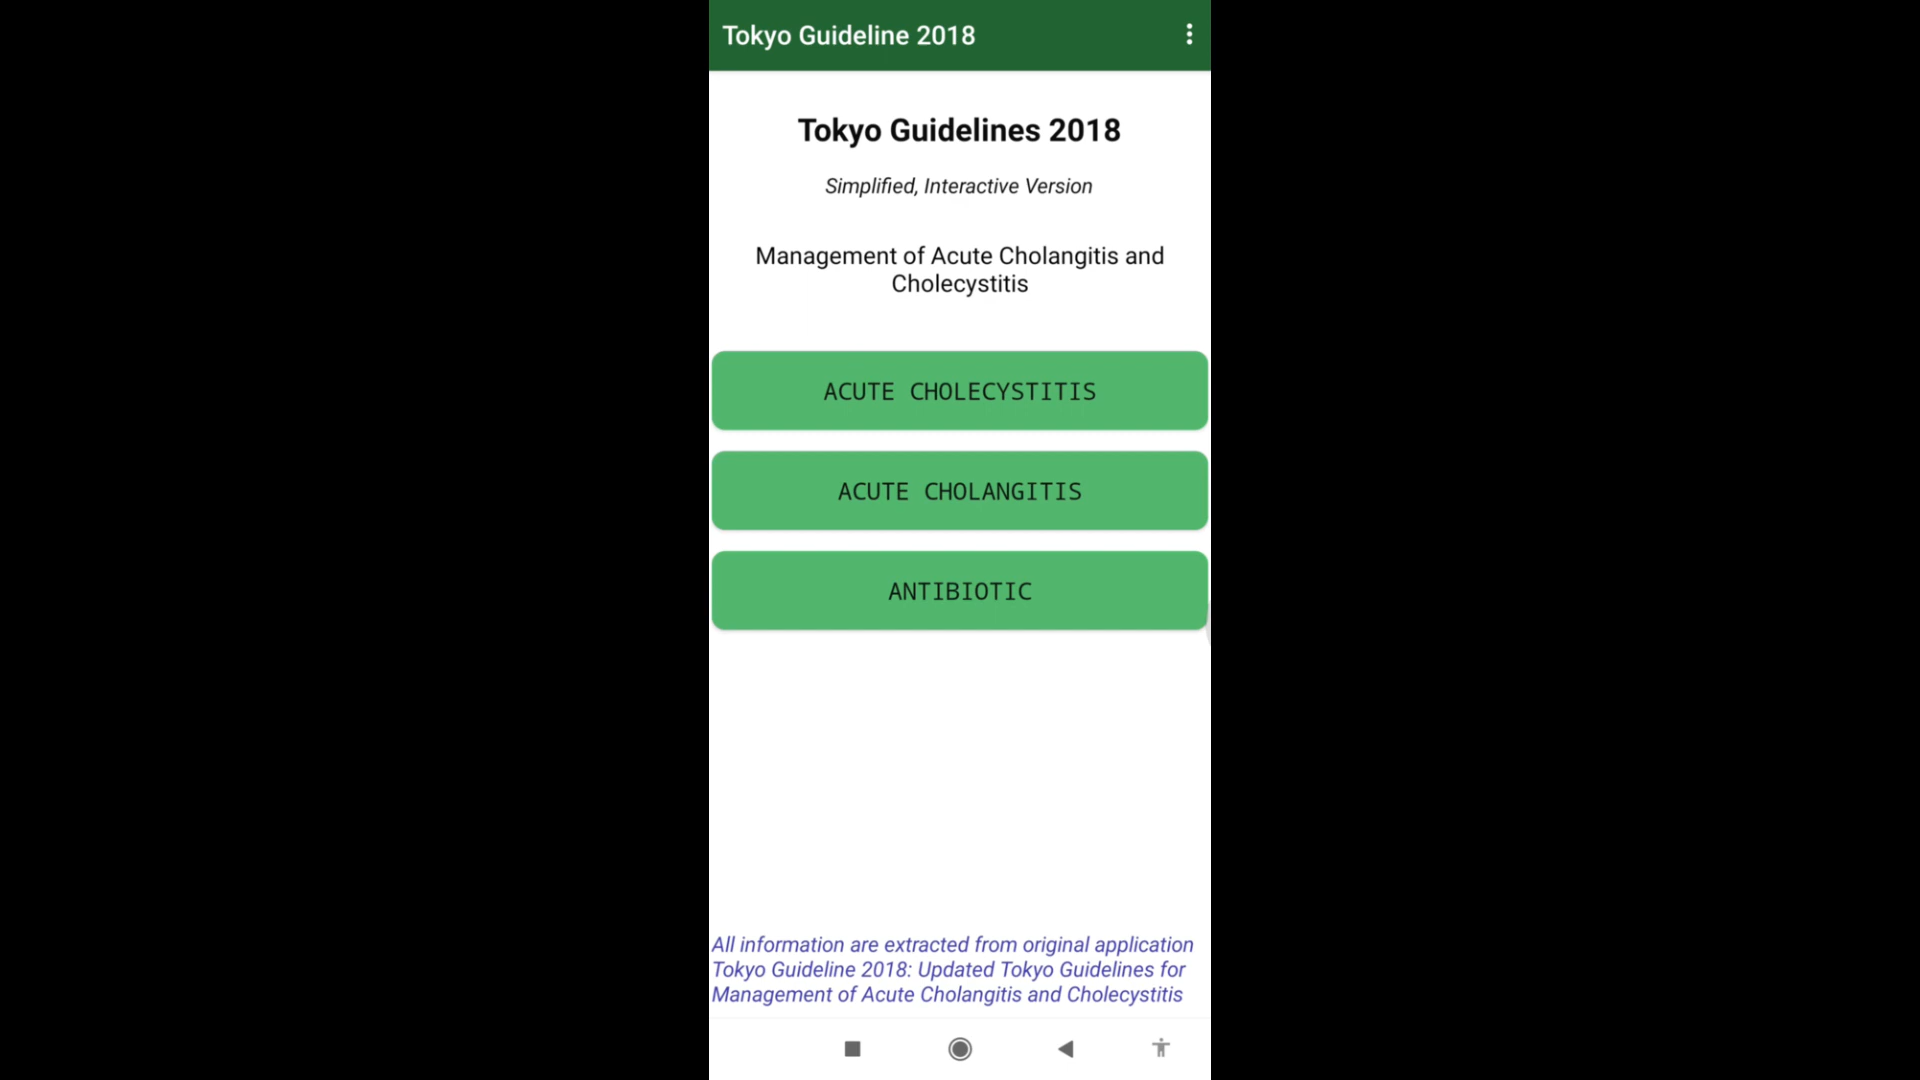 Tokyo Guideline 2018
Tokyo Guidelines 2018
Simplified, Interactive Version
Management of Acute Cholangitis and
Cholecystitis
ACUTE CHOLECYSTITIS
ACUTE CHOLANGITIS
ANTIBIOTIC
All information are extracted from original application
Tokyo Guideline 2018: Updated Tokyo Guidelines for
Management of Acute Cholangitis and Cholecystitis